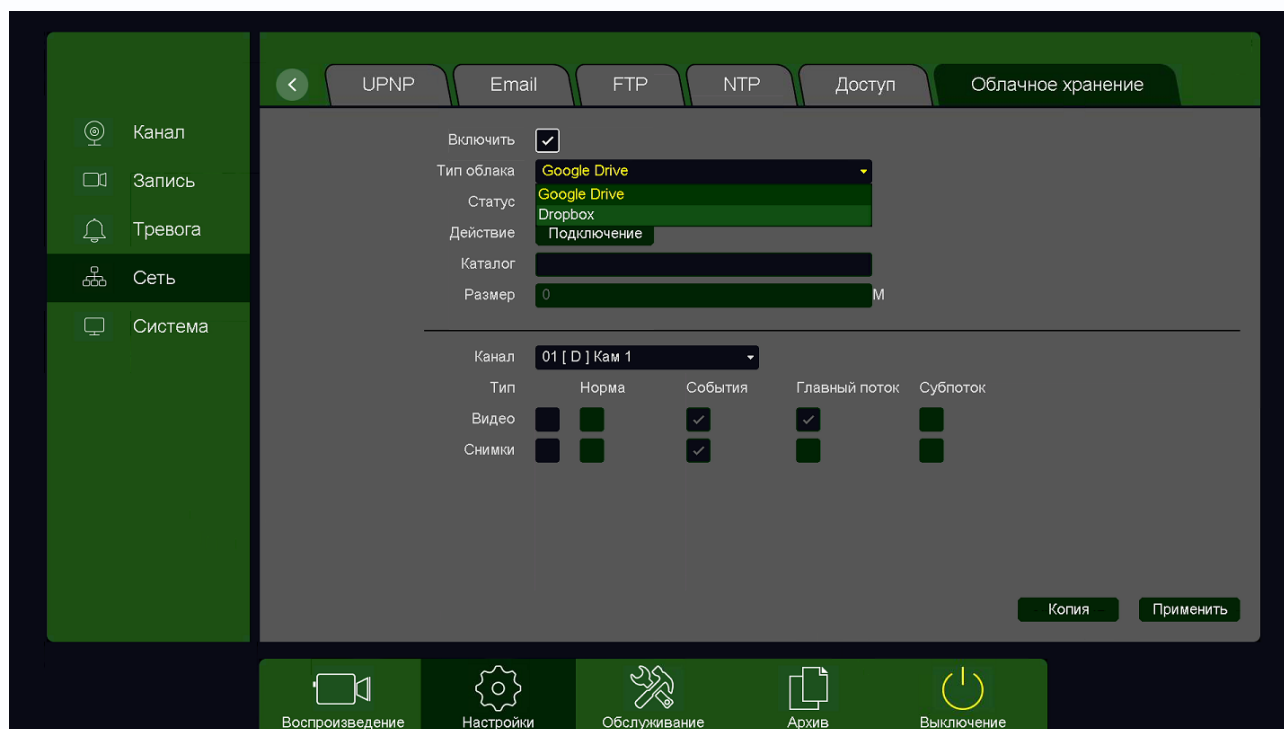 UPNP Email FTP NTP Доступ Облачное хранение
Канал
Запись
Тревога
Сеть
Система
Включить
Тип облака Google Drive
Google Drive
Статус
Dropbox
Действие Подключение
Каталог
Размер 0 М
Канал 01 [ D ] Кам 1
Тип Норма События Главный поток Субпоток
Видео
Снимки
Копия Применить
Воспроизведение Настройки Обслуживание Архив Выключение